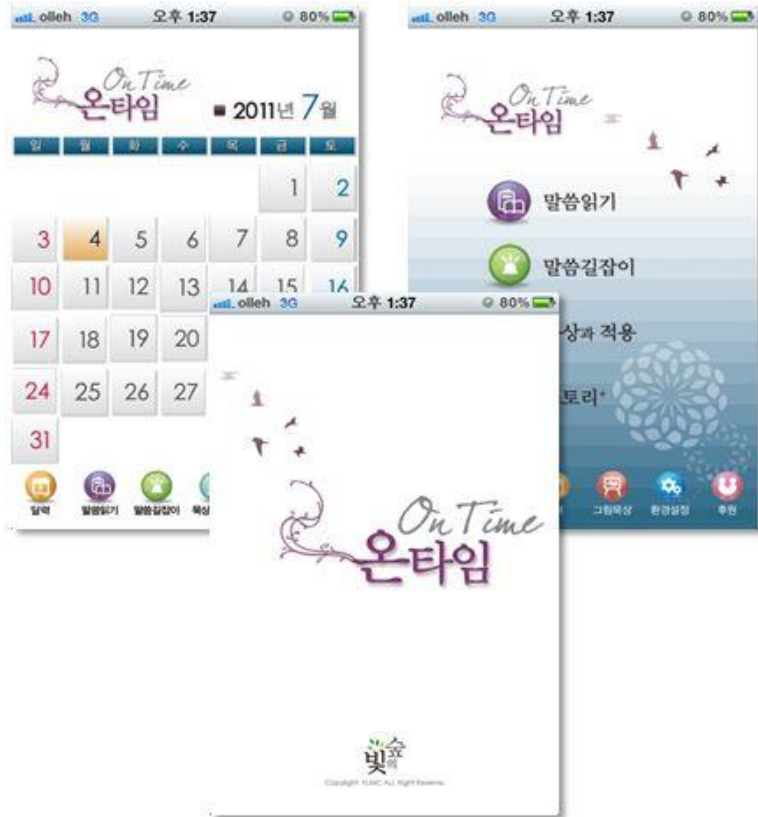 olleh 3G 오후 1:37 80%
On Time
온타임
2011년 7월
일 월 화 수 목 금 토
1 2
3 4 5 6 7 8 9
10 11 12 13 14 15 16
17 18 19 20
24 25 26 27
31
달력 말씀읽기 말씀길잡이 묵상
olleh 3G 오후 1:37 80%
On Time
온타임
말씀읽기
말씀길잡이
상과 적용
토리+
그림묵상 환경설정 후원
olleh 3G 오후 1:37 80%
On Time
온타임
빛의숲